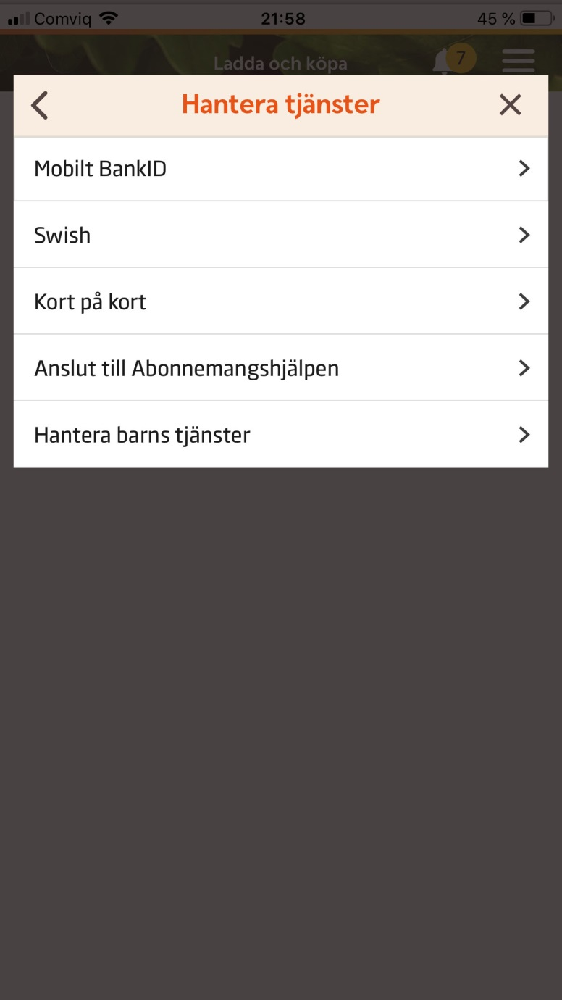 Comviq 21:58 45 %
Ladda och köpa 7
Hantera tjänster
Mobilt BankID
Swish
Kort på kort
Anslut till Abonnemangshjälpen
Hantera barns tjänster